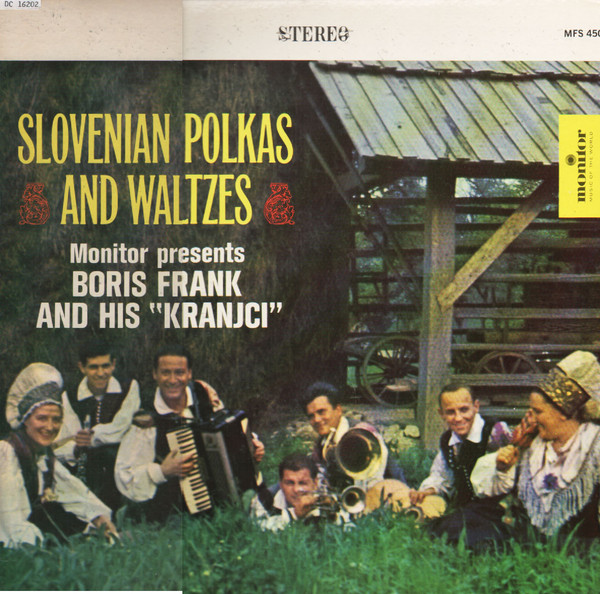 DC 16202
STEREO
MFS 450
SLOVENIAN POLKAS
AND WALTZES
monitor
MUSIC OF THE WORLD
Monitor presents
BORIS FRANK
AND HIS "KRANJCI"